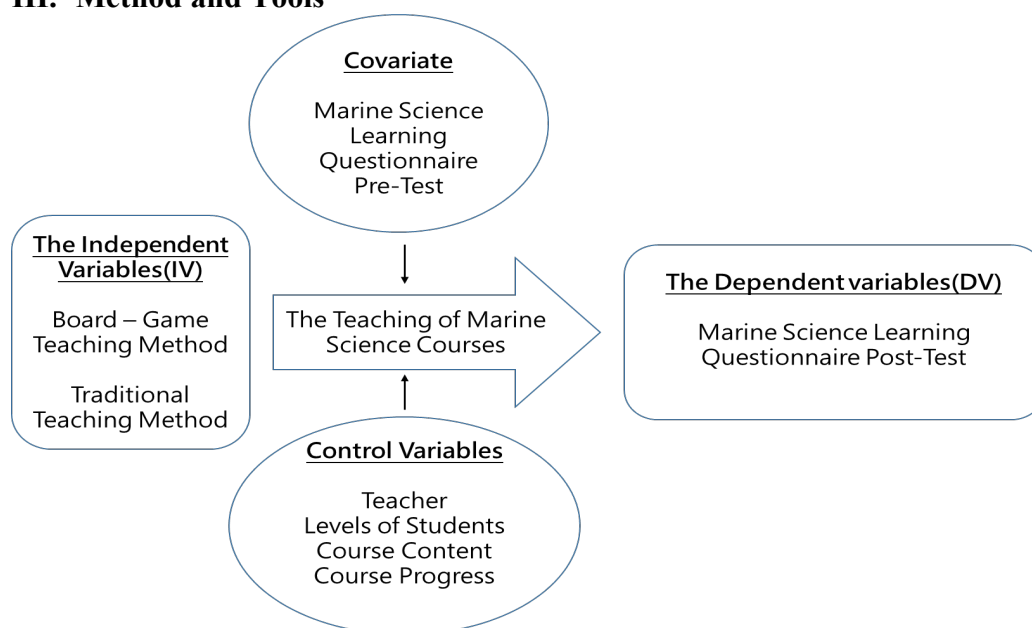 III. Method and Tools
Covariate
Marine Science
Learning
Questionnaire
Pre-Test
The Independent
Variables(IV)
Board – Game
Teaching Method
Traditional
Teaching Method
The Teaching of Marine
Science Courses
The Dependent variables(DV)
Marine Science Learning
Questionnaire Post-Test
Control Variables
Teacher
Levels of Students
Course Content
Course Progress